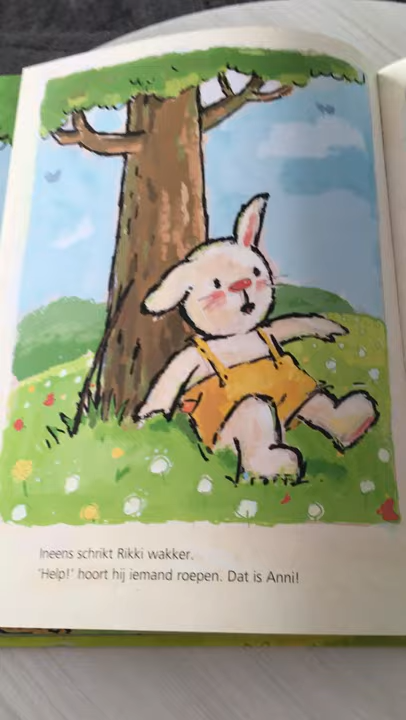 Ineens schrikt Rikki wakker.
'Help!' hoort hij iemand roepen. Dat is Anni!